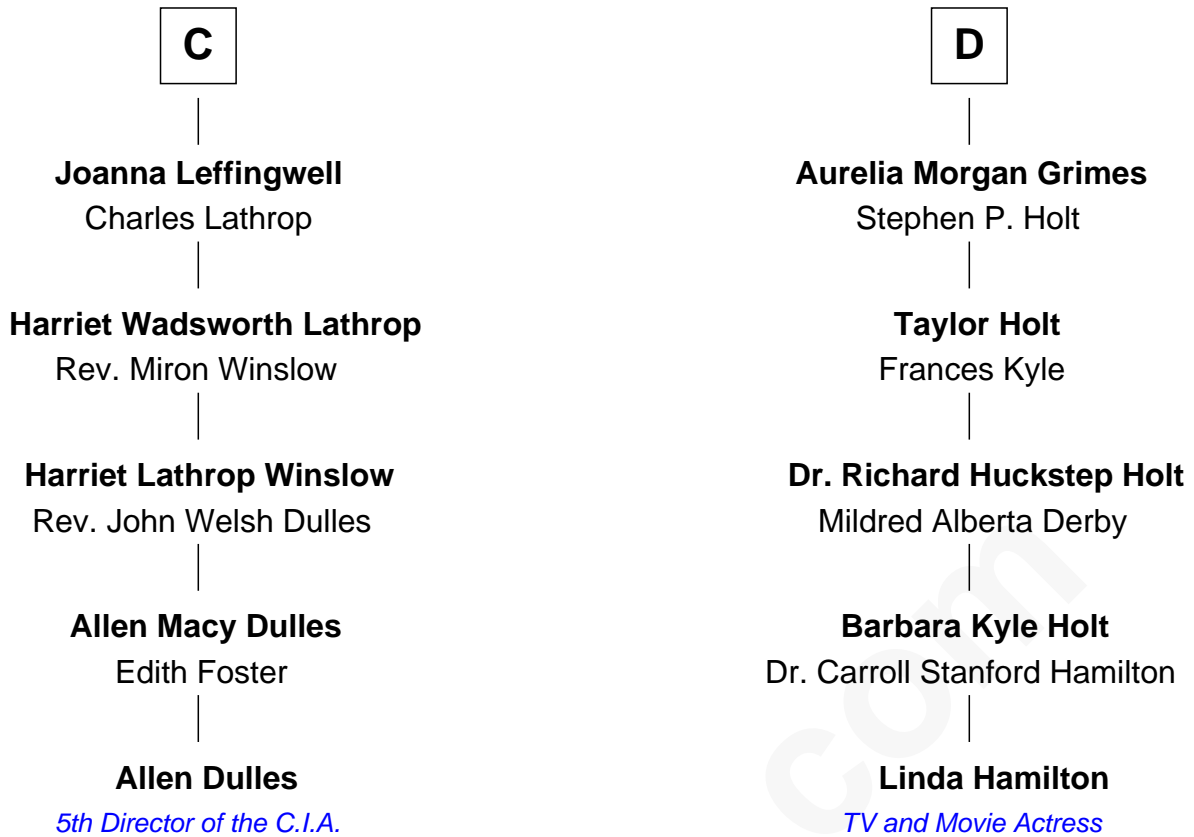 C
Joanna Leffingwell
Charles Lathrop
Harriet Wadsworth Lathrop
Rev. Miron Winslow
Harriet Lathrop Winslow
Rev. John Welsh Dulles
Allen Macy Dulles
Edith Foster
Allen Dulles
5th Director of the C.I.A.
D
Aurelia Morgan Grimes
Stephen P. Holt
Taylor Holt
Frances Kyle
Dr. Richard Huckstep Holt
Mildred Alberta Derby
Barbara Kyle Holt
Dr. Carroll Stanford Hamilton
Linda Hamilton
TV and Movie Actress
com